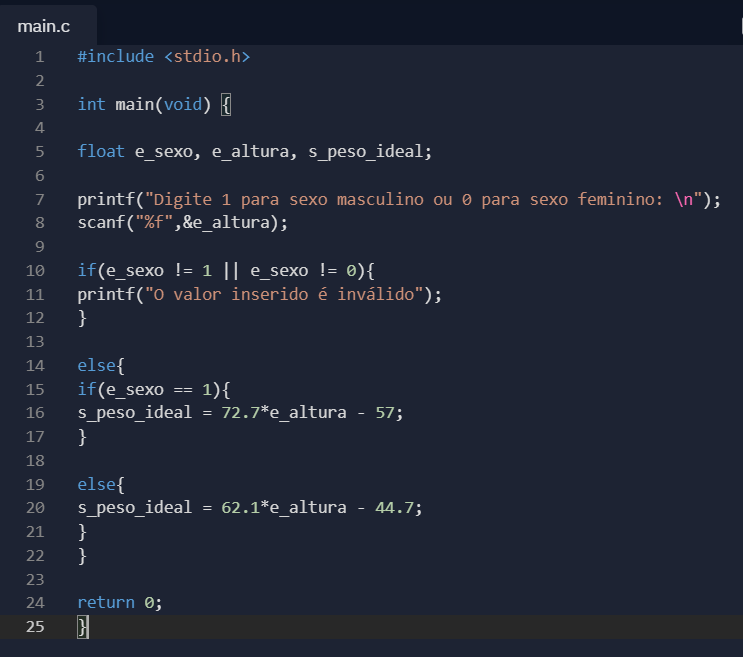 main.c
1 #include <stdio.h>
2
3 int main(void) {
4
5 float e_sexo, e_altura, s_peso_ideal;
6
7 printf("Digite 1 para sexo masculino ou 0 para sexo feminino: \n");
8 scanf("%f",&e_altura);
9
10 if(e_sexo != 1 || e_sexo != 0){
11 printf("O valor inserido é inválido");
12 }
13
14 else{
15 if(e_sexo == 1){
16 s_peso_ideal = 72.7*e_altura - 57;
17 }
18
19 else{
20 s_peso_ideal = 62.1*e_altura - 44.7;
21 }
22 }
23
24 return 0;
25 }